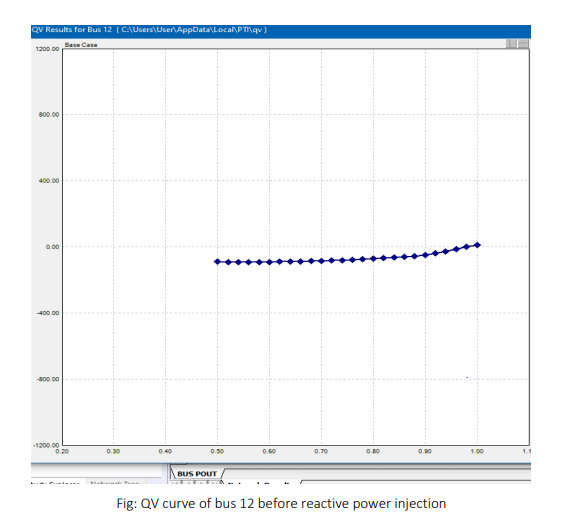 QV Results for Bus 12 ( C:\Users\User\AppData\Local\PTI\qv )
Base Case
1200.00
800.00
400.00
0.00
-400.00
-800.00
-1200.00
0.20 0.30 0.40 0.50 0.60 0.70 0.80 0.90 1.00 1.1
BUS POUT
Fig: QV curve of bus 12 before reactive power injection